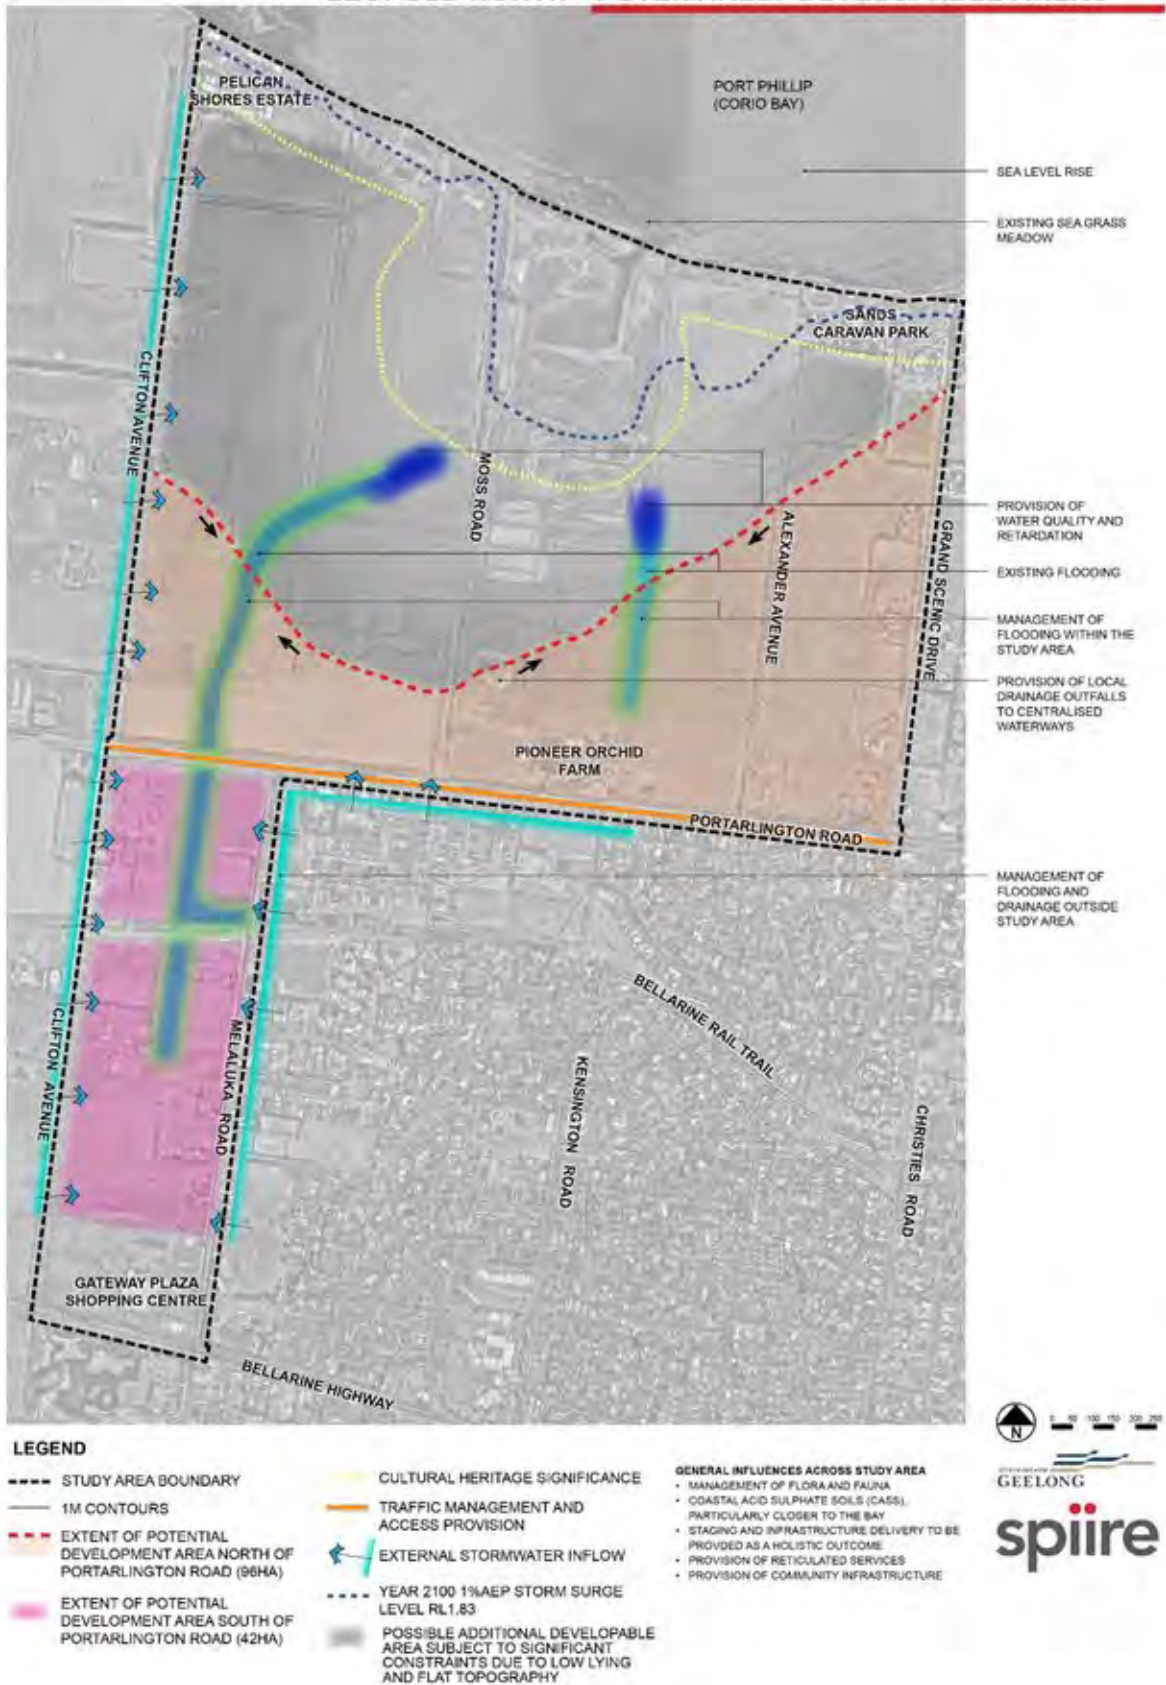 PELICAN
SHORES ESTATE
PORT PHILLIP
(CORIO BAY)
SEA LEVEL RISE
EXISTING SEA GRASS
MEADOW
SANDS
CARAVAN PARK
CLIFTON AVENUE
MOSS ROAD
ALEXANDER AVENUE
GRAND SCENIC DRIVE
PROVISION OF
WATER QUALITY AND
RETARDATION
EXISTING FLOODING
MANAGEMENT OF
FLOODING WITHIN THE
STUDY AREA
PROVISION OF LOCAL
DRAINAGE OUTFALLS
TO CENTRALISED
WATERWAYS
PIONEER ORCHID
FARM
PORTARLINGTON ROAD
MANAGEMENT OF
FLOODING AND
DRAINAGE OUTSIDE
STUDY AREA
BELLARINE RAIL TRAIL
CLIFTON AVENUE
MELALUKA ROAD
KENSINGTON ROAD
CHRISTIES ROAD
GATEWAY PLAZA
SHOPPING CENTRE
BELLARINE HIGHWAY
N
0 50 100 150 200 250
LEGEND
STUDY AREA BOUNDARY
1M CONTOURS
EXTENT OF POTENTIAL
DEVELOPMENT AREA NORTH OF
PORTARLINGTON ROAD (96HA)
EXTENT OF POTENTIAL
DEVELOPMENT AREA SOUTH OF
PORTARLINGTON ROAD (42HA)
CULTURAL HERITAGE SIGNIFICANCE
TRAFFIC MANAGEMENT AND
ACCESS PROVISION
EXTERNAL STORMWATER INFLOW
YEAR 2100 1%AEP STORM SURGE
LEVEL RL1.83
POSSIBLE ADDITIONAL DEVELOPABLE
AREA SUBJECT TO SIGNIFICANT
CONSTRAINTS DUE TO LOW LYING
AND FLAT TOPOGRAPHY
GENERAL INFLUENCES ACROSS STUDY AREA
• MANAGEMENT OF FLORA AND FAUNA
• COASTAL ACID SULPHATE SOILS (CASS),
PARTICULARLY CLOSER TO THE BAY
• STAGING AND INFRASTRUCTURE DELIVERY TO BE
PROVDED AS A HOLISTIC OUTCOME
• PROVISION OF RETICULATED SERVICES
• PROVISION OF COMMUNITY INFRASTRUCTURE
GEELONG
spiire